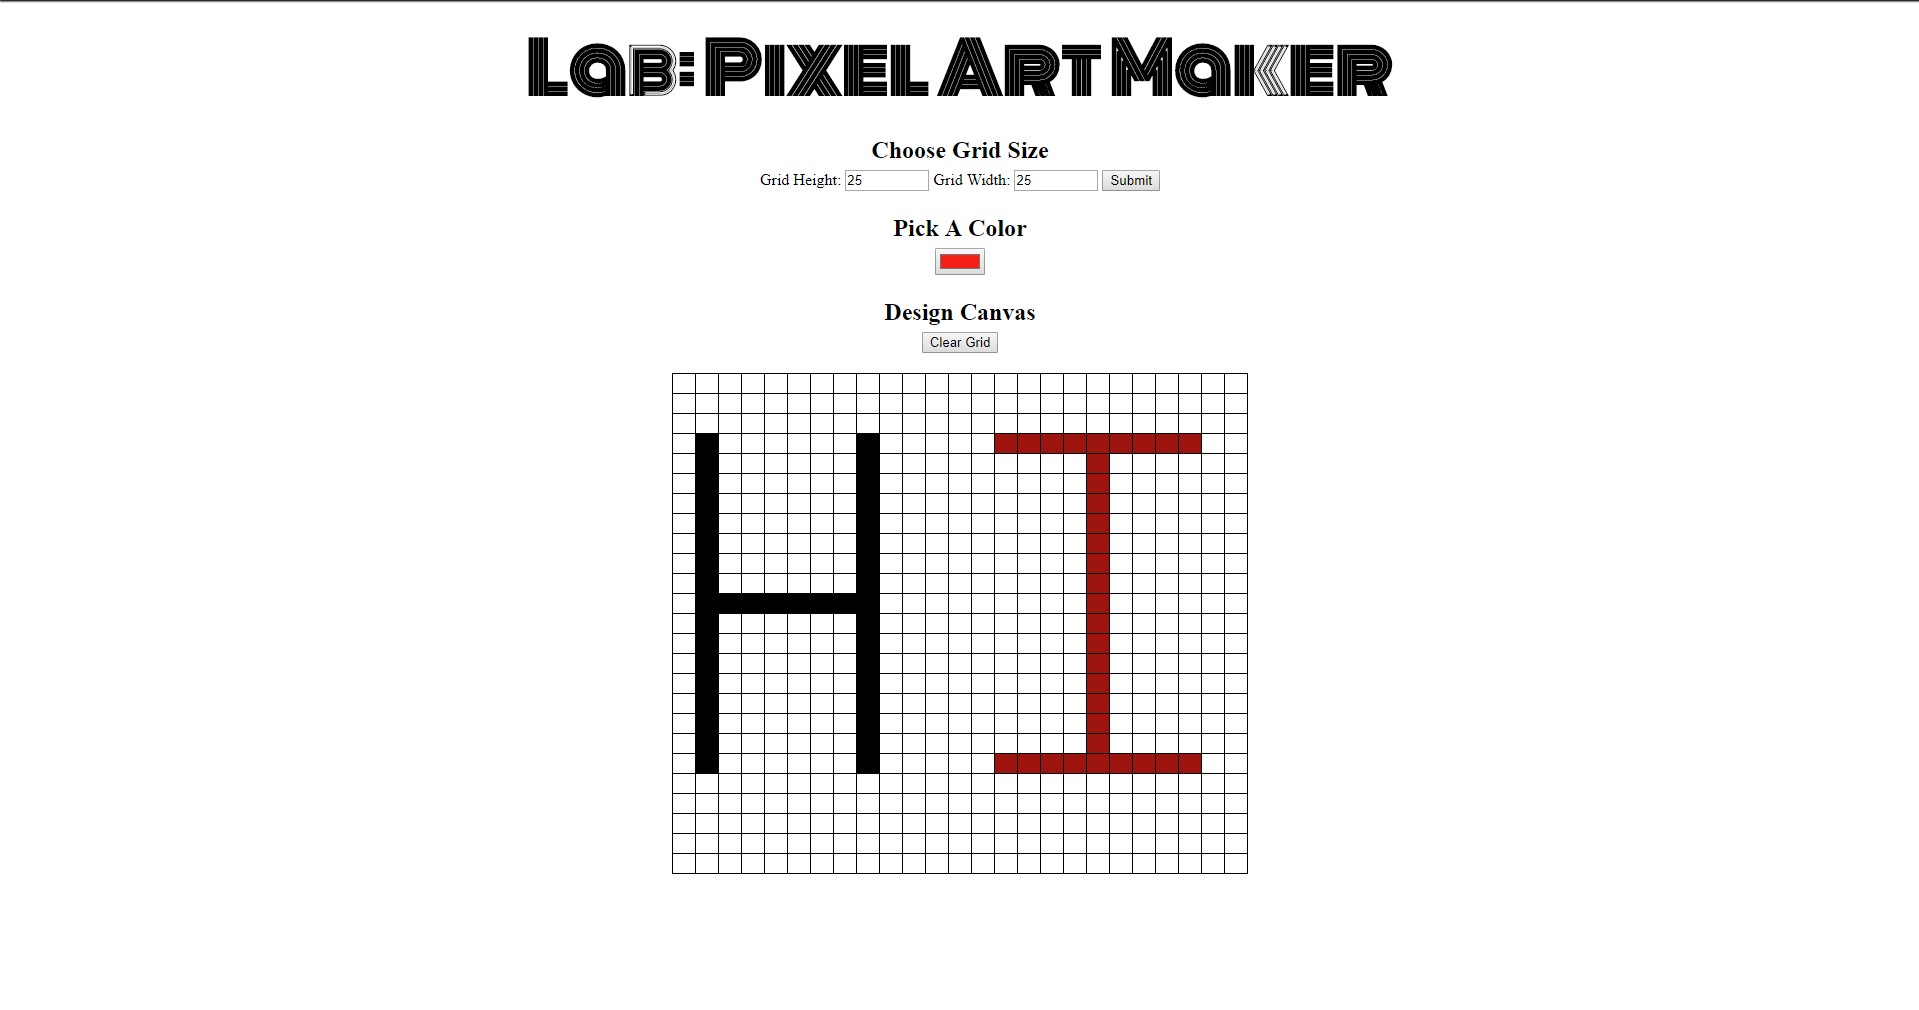 Lab: Pixel Art Maker
Choose Grid Size
Grid Height: 25 Grid Width: 25 Submit
Pick A Color
Design Canvas
Clear Grid
HI